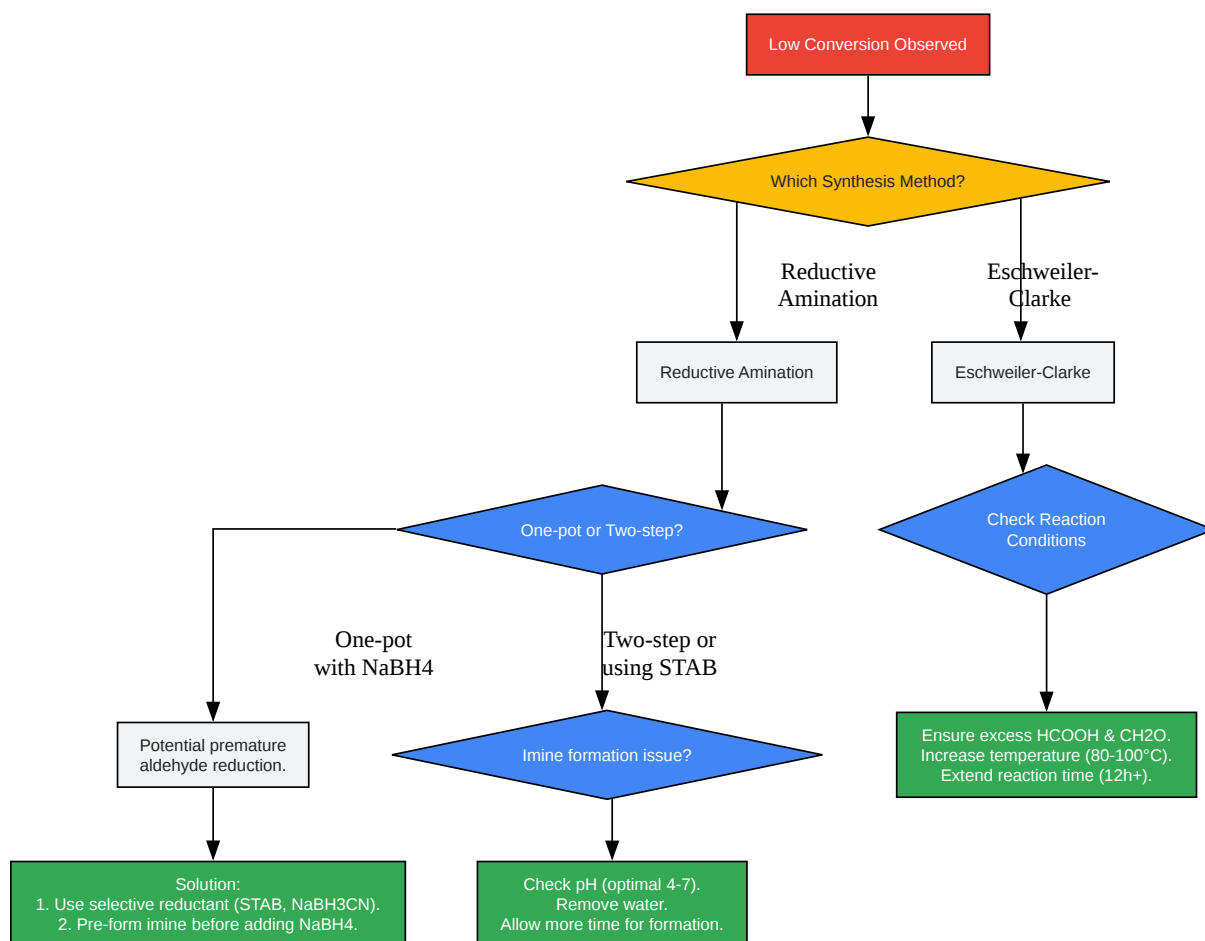 Low Conversion Observed
Which Synthesis Method?
Reductive
Amination
Eschweiler-
Clarke
Reductive Amination
Eschweiler-Clarke
One-pot or Two-step?
Check Reaction
Conditions
One-pot
with NaBH4
Two-step or
using STAB
Potential premature
aldehyde reduction.
Imine formation issue?
Ensure excess HCOOH & CH2O.
Increase temperature (80-100°C).
Extend reaction time (12h+).
Solution:
1. Use selective reductant (STAB, NaBH3CN).
2. Pre-form imine before adding NaBH4.
Check pH (optimal 4-7).
Remove water.
Allow more time for formation.